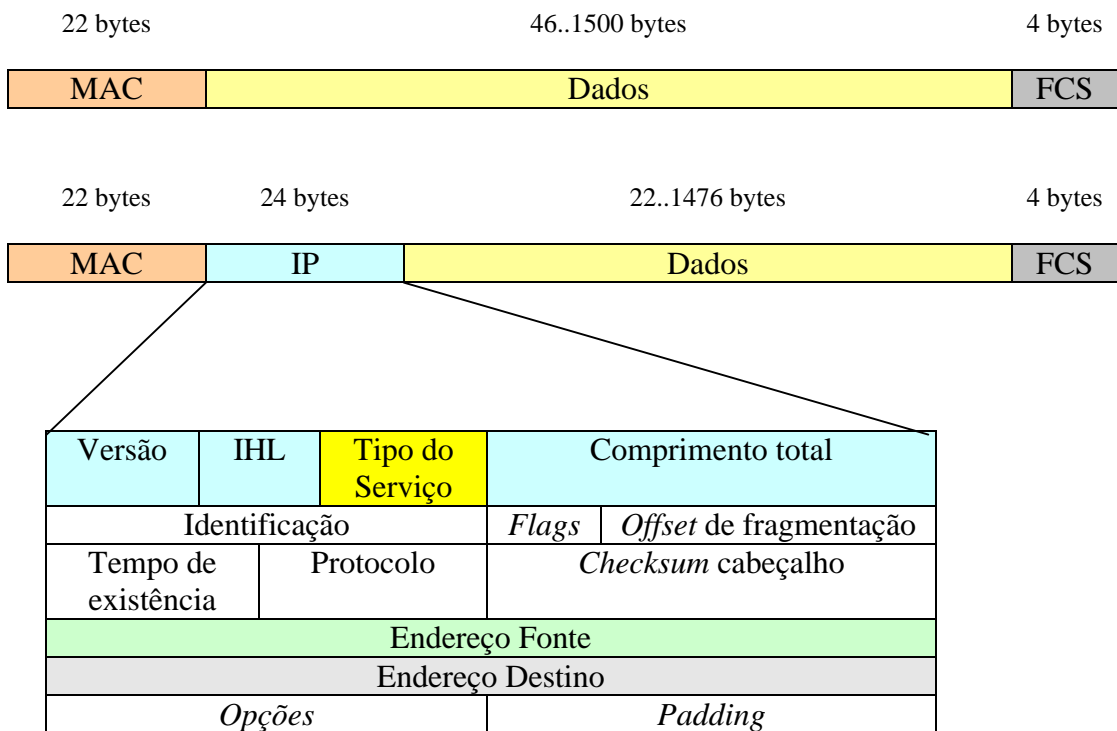 22 bytes 46..1500 bytes 4 bytes
MAC Dados FCS
22 bytes 24 bytes 22..1476 bytes 4 bytes
MAC IP Dados FCS
Versão IHL Tipo do Comprimento total
Serviço
Identificação Flags Offset de fragmentação
Tempo de Protocolo Checksum cabeçalho
existência
Endereço Fonte
Endereço Destino
Opções Padding